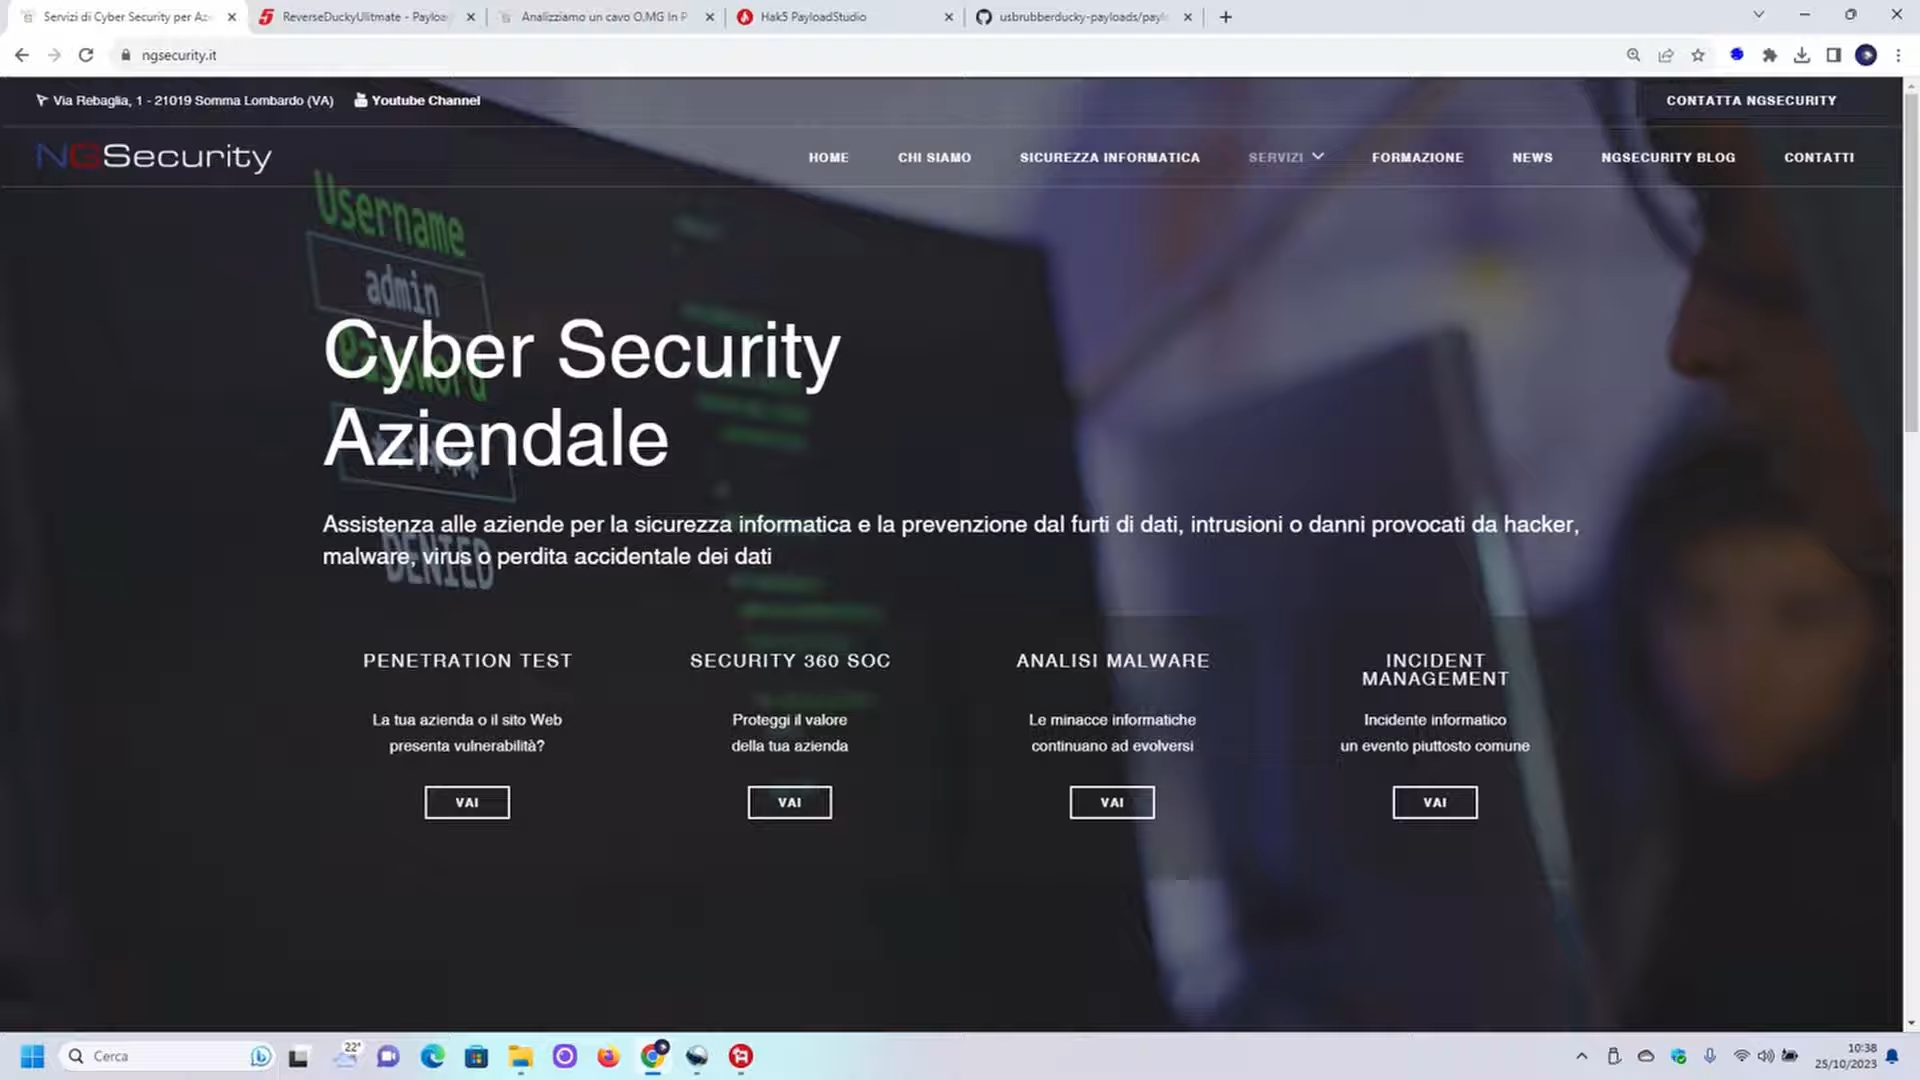 Servizi di Cyber Security per Az
ReverseDuckyUlitmate - Payloa
Analizziamo un cavo O.MG in P
Hak5 PayloadStudio
usbrubberducky-payloads/payl
ngsecurity.it
Via Rebaglia, 1 - 21019 Somma Lombardo (VA)
Youtube Channel
CONTATTA NGSECURITY
NGSecurity
HOME
CHI SIAMO
SICUREZZA INFORMATICA
SERVIZI
FORMAZIONE
NEWS
NGSECURITY BLOG
CONTATTI
Username
admin
Password
*****
DENIED
Cyber Security
Aziendale
Assistenza alle aziende per la sicurezza informatica e la prevenzione dal furti di dati, intrusioni o danni provocati da hacker,
malware, virus o perdita accidentale dei dati
PENETRATION TEST
La tua azienda o il sito Web
presenta vulnerabilità?
VAI
SECURITY 360 SOC
Proteggi il valore
della tua azienda
VAI
ANALISI MALWARE
Le minacce informatiche
continuano ad evolversi
VAI
INCIDENT
MANAGEMENT
Incidente informatico
un evento piuttosto comune
VAI
Cerca
22°
10:38
25/10/2023